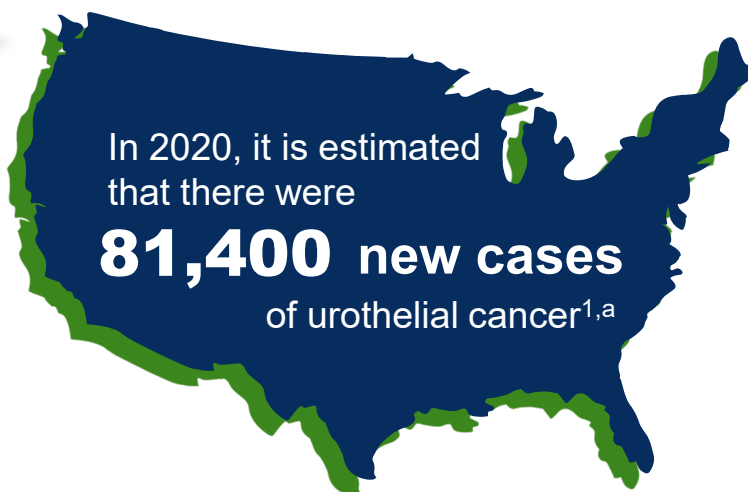 In 2020, it is estimated
that there were
81,400 new cases
of urothelial cancer1,a